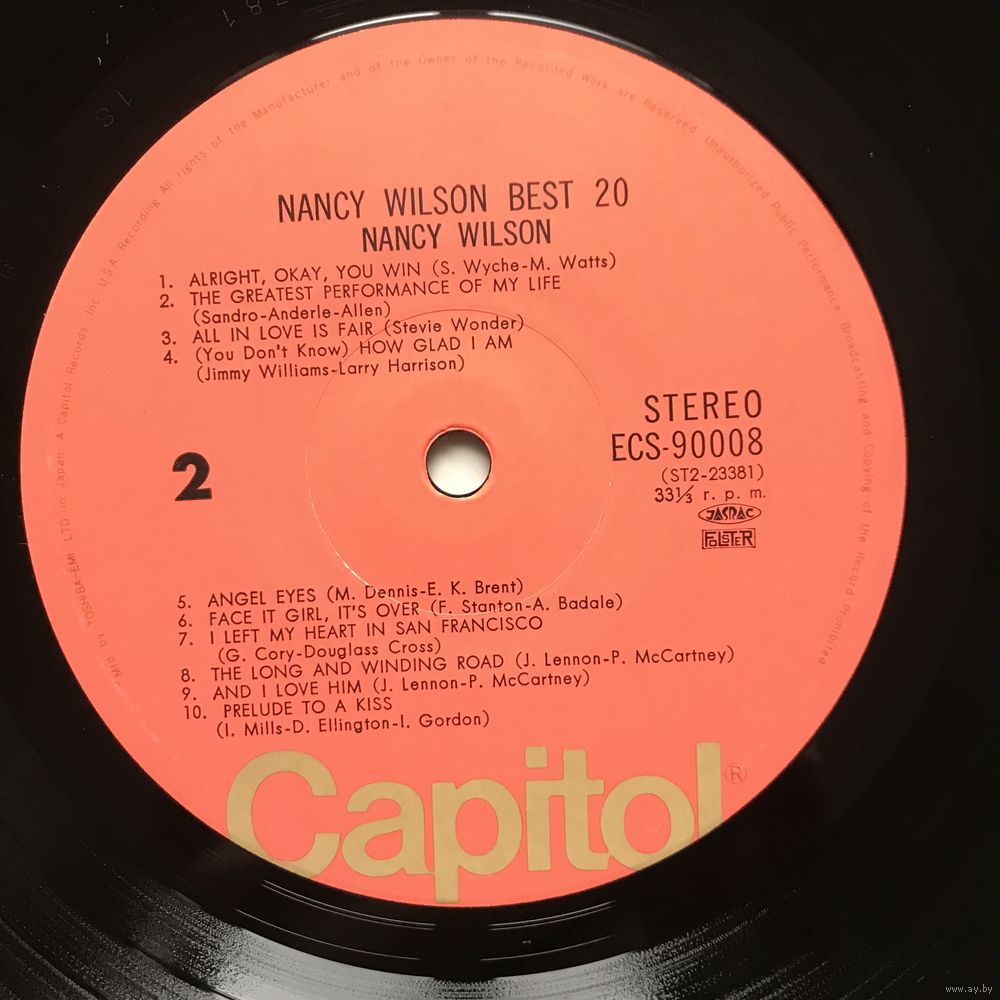 NANCY WILSON BEST 20
NANCY WILSON
1. ALRIGHT, OKAY, YOU WIN (S. Wyche-M. Watts)
2. THE GREATEST PERFORMANCE OF MY LIFE
(Sandro-Anderle-Allen)
3. ALL IN LOVE IS FAIR (Stevie Wonder)
4. (You Don't Know) HOW GLAD I AM
(Jimmy Williams-Larry Harrison)
STEREO
ECS-90008
(ST2-23381)
33⅓ r. p. m.
JASRAC
FOLSTER
2
5. ANGEL EYES (M. Dennis-E. K. Brent)
6. FACE IT GIRL, IT'S OVER (F. Stanton-A. Badale)
7. I LEFT MY HEART IN SAN FRANCISCO
(G. Cory-Douglass Cross)
8. THE LONG AND WINDING ROAD (J. Lennon-P. McCartney)
9. AND I LOVE HIM (J. Lennon-P. McCartney)
10. PRELUDE TO A KISS
(I. Mills-D. Ellington-I. Gordon)
Capitol®
Mfd by TOSHIBA-EMI LTD in Japan A Capitol Records Inc U.S.A. Recording All rights of the Manufacturer and of the Owner of the Recorded Work are Reserved Unauthorized Public Performance Broadcasting and Copying of the Record Prohibited
www.ay.by